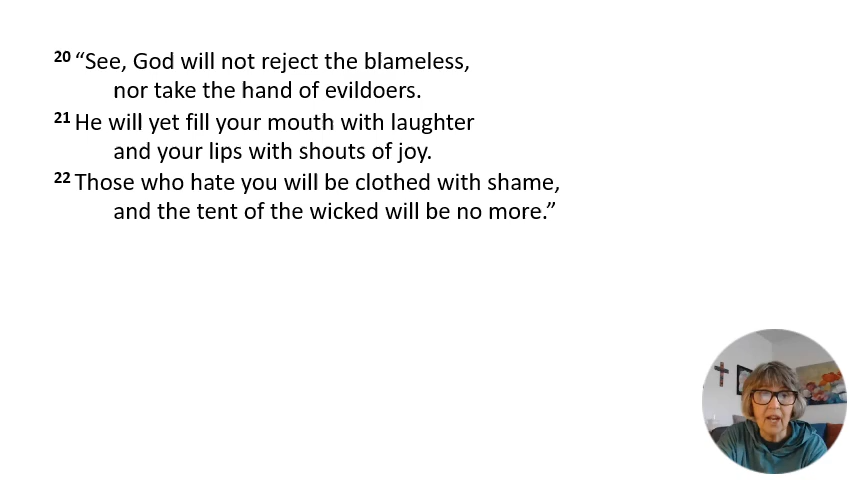 20 “See, God will not reject the blameless,
nor take the hand of evildoers.
21 He will yet fill your mouth with laughter
and your lips with shouts of joy.
22 Those who hate you will be clothed with shame,
and the tent of the wicked will be no more.”